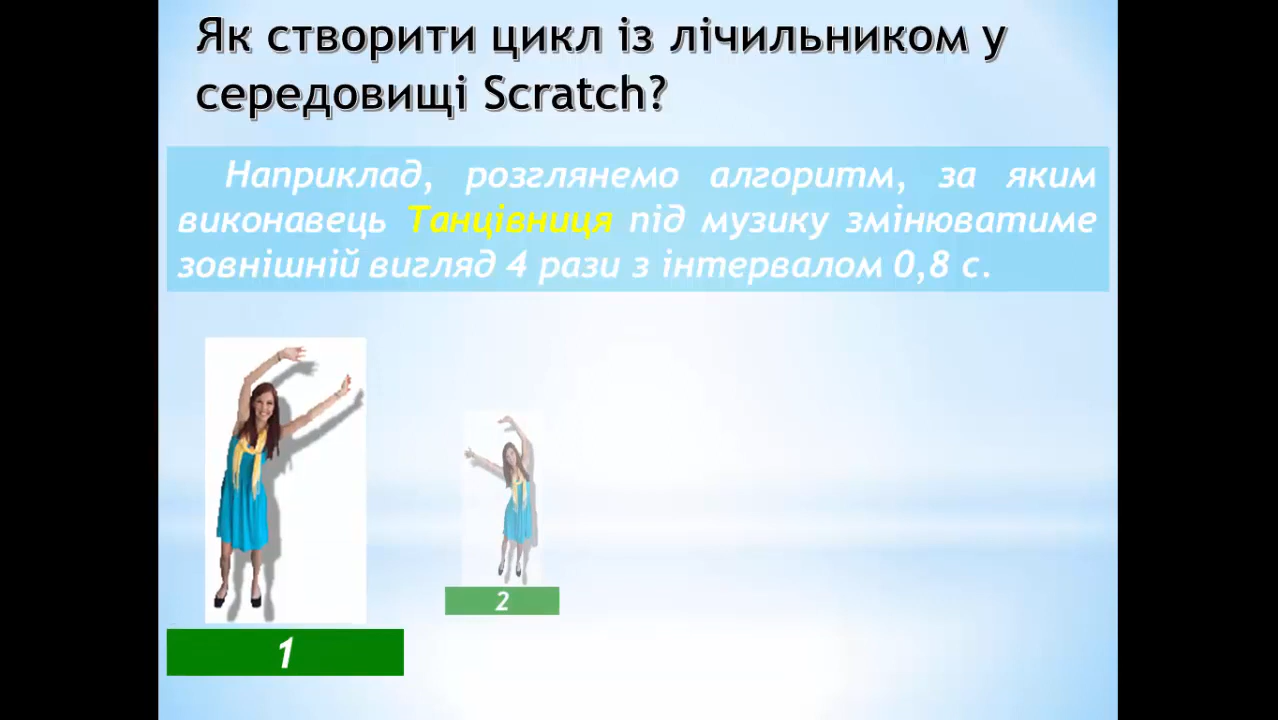 Як створити цикл із лічильником у
середовищі Scratch?
Наприклад, розглянемо алгоритм, за яким
виконавець Танцівниця під музику змінюватиме
зовнішній вигляд 4 рази з інтервалом 0,8 с.
2
1